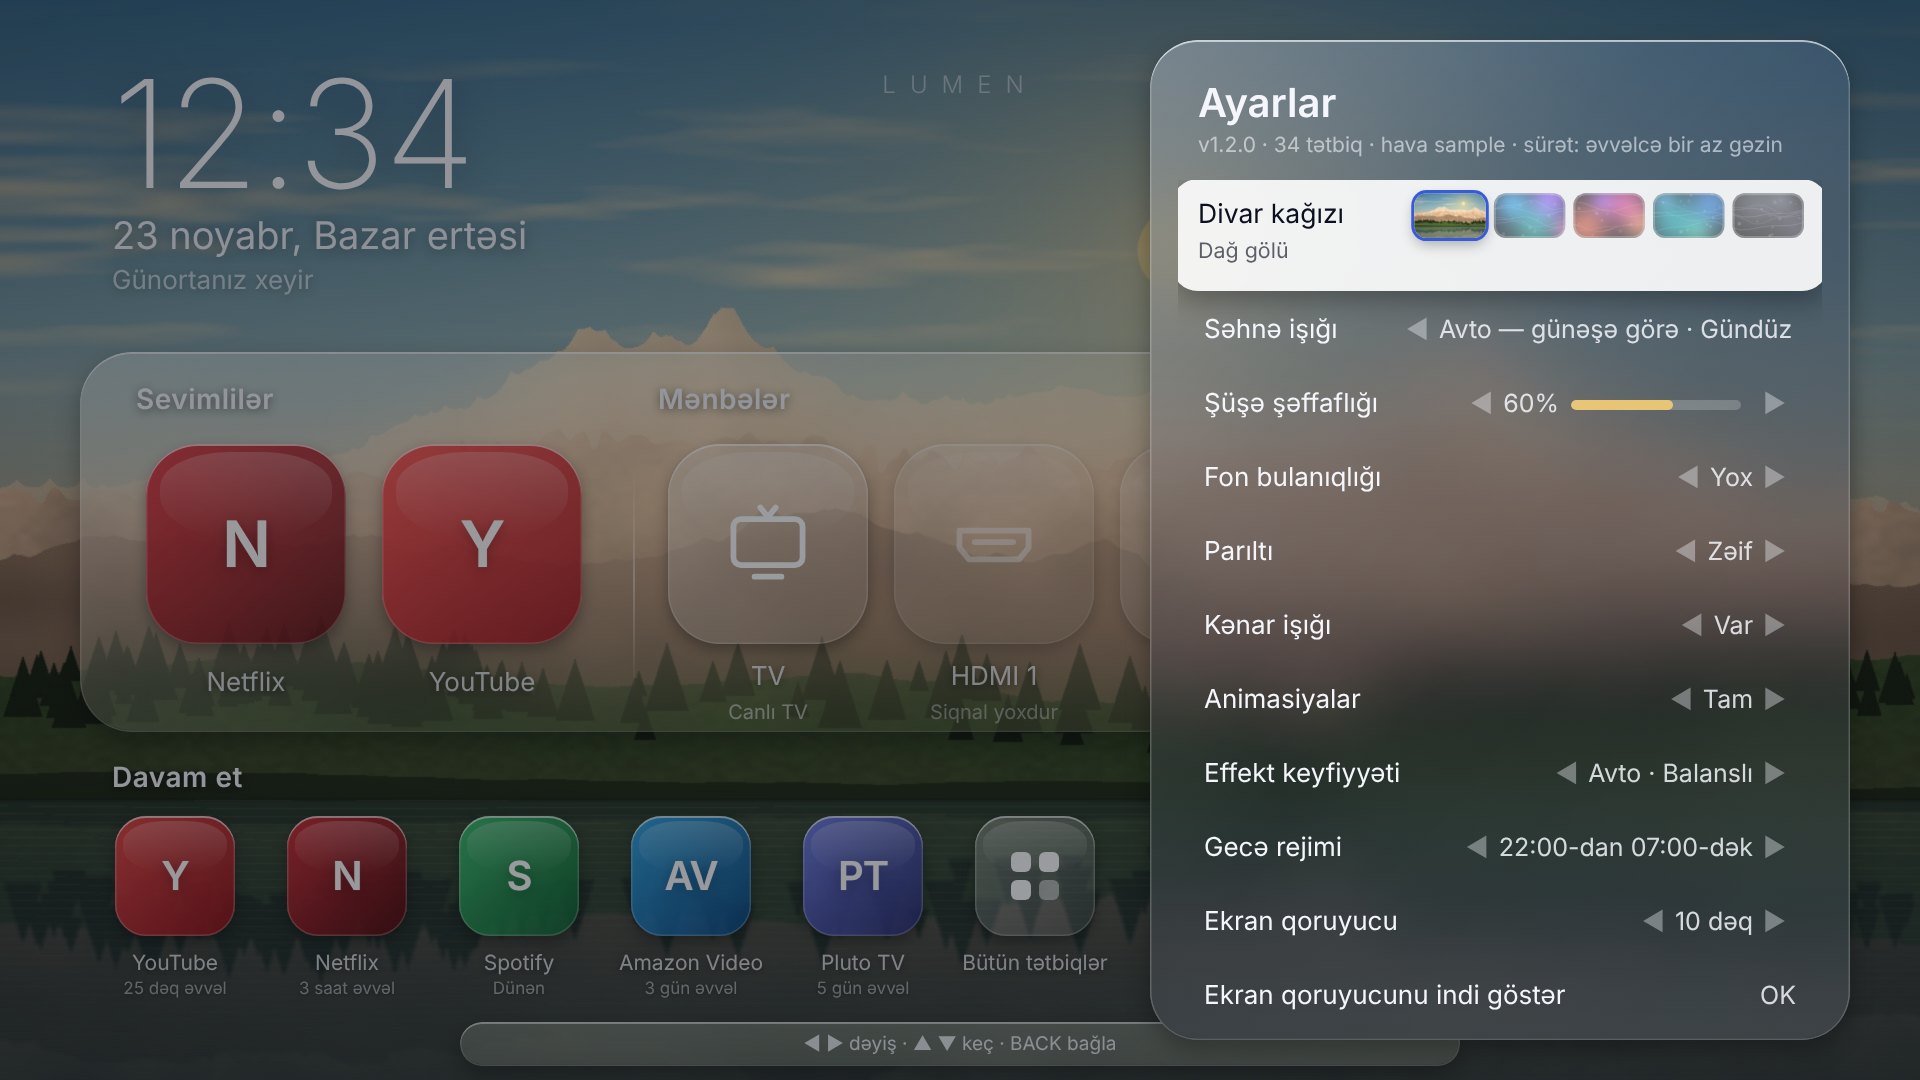 12:34
23 noyabr, Bazar ertəsi
Günortanız xeyir
LUMEN
Sevimlilər
Mənbələr
N
Y
Netflix
YouTube
TV
Canlı TV
HDMI 1
Siqnal yoxdur
Davam et
Y
N
S
AV
PT
YouTube
25 dəq əvvəl
Netflix
3 saat əvvəl
Spotify
Dünən
Amazon Video
3 gün əvvəl
Pluto TV
5 gün əvvəl
Bütün tətbiqlər
◀ ▶ dəyiş · ▲ ▼ keç · BACK bağla
Ayarlar
v1.2.0 · 34 tətbiq · hava sample · sürət: əvvəlcə bir az gəzin
Divar kağızı
Dağ gölü
Səhnə işığı ◀ Avto — günəşə görə · Gündüz
Şüşə şəffaflığı ◀ 60% ▶
Fon bulanıqlığı ◀ Yox ▶
Parıltı ◀ Zəif ▶
Kənar işığı ◀ Var ▶
Animasiyalar ◀ Tam ▶
Effekt keyfiyyəti ◀ Avto · Balanslı ▶
Gecə rejimi ◀ 22:00-dan 07:00-dək ▶
Ekran qoruyucu ◀ 10 dəq ▶
Ekran qoruyucunu indi göstər OK